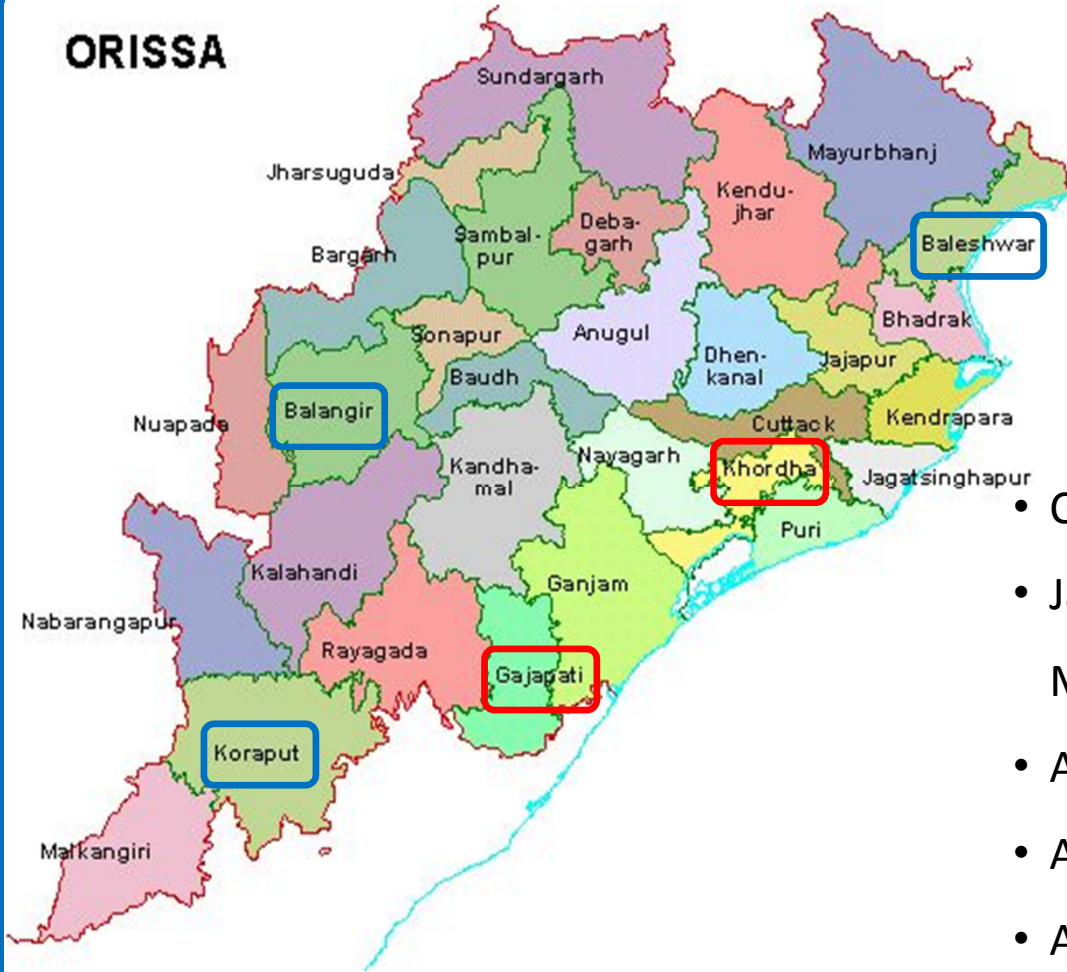 ORISSA
Sundargarh
Jharsuguda
Mayurbhanj
Kendu-
jhar
Deba-
garh
Sambal-
pur
Bargarh
Baleshwar
Bhadrak
Sonapur
Anugul
Dhen-
kanal
Jajapur
Baudh
Balangir
Nuapada
Kendrapara
Cuttack
Nayagarh
Khordha
Jagatsinghapur
Kandha-
mal
Puri
Kalahandi
Ganjam
Nabarangapur
Rayagada
Gajapati
Koraput
Malkangiri
• J
• A
• A
• A